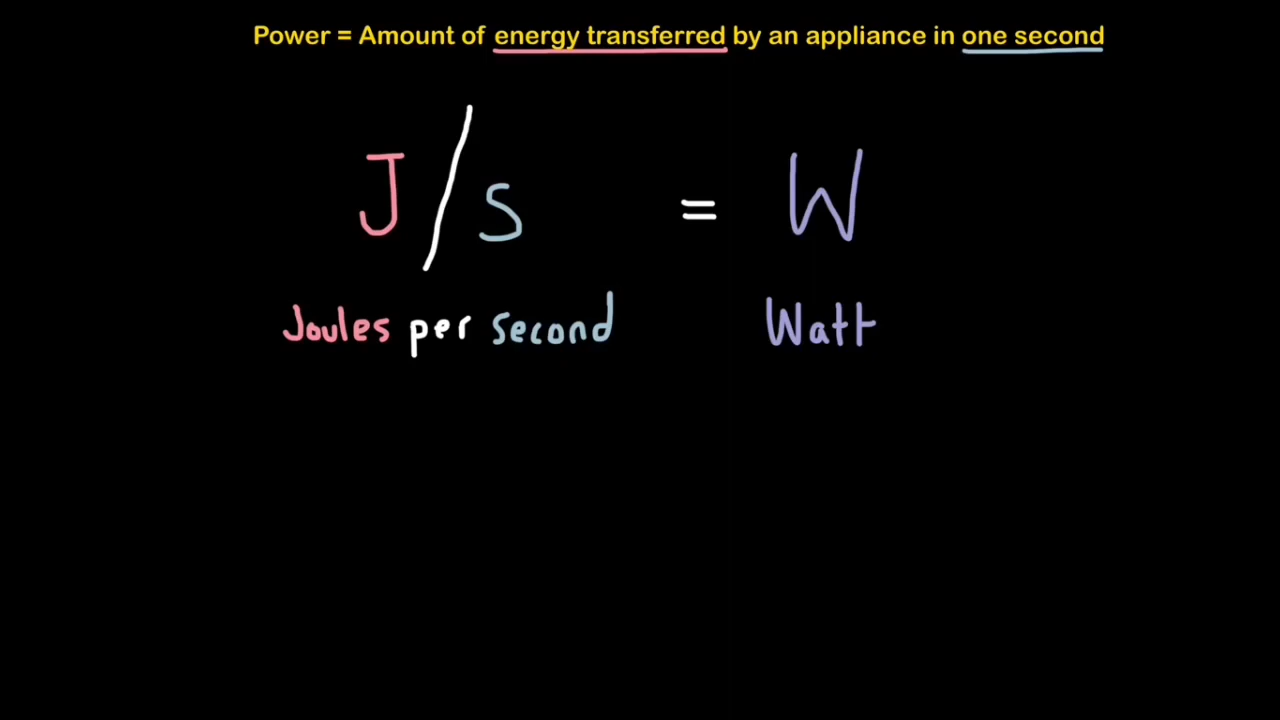 Power = Amount of energy transferred by an appliance in one second
J/s = W
Joules per second Watt